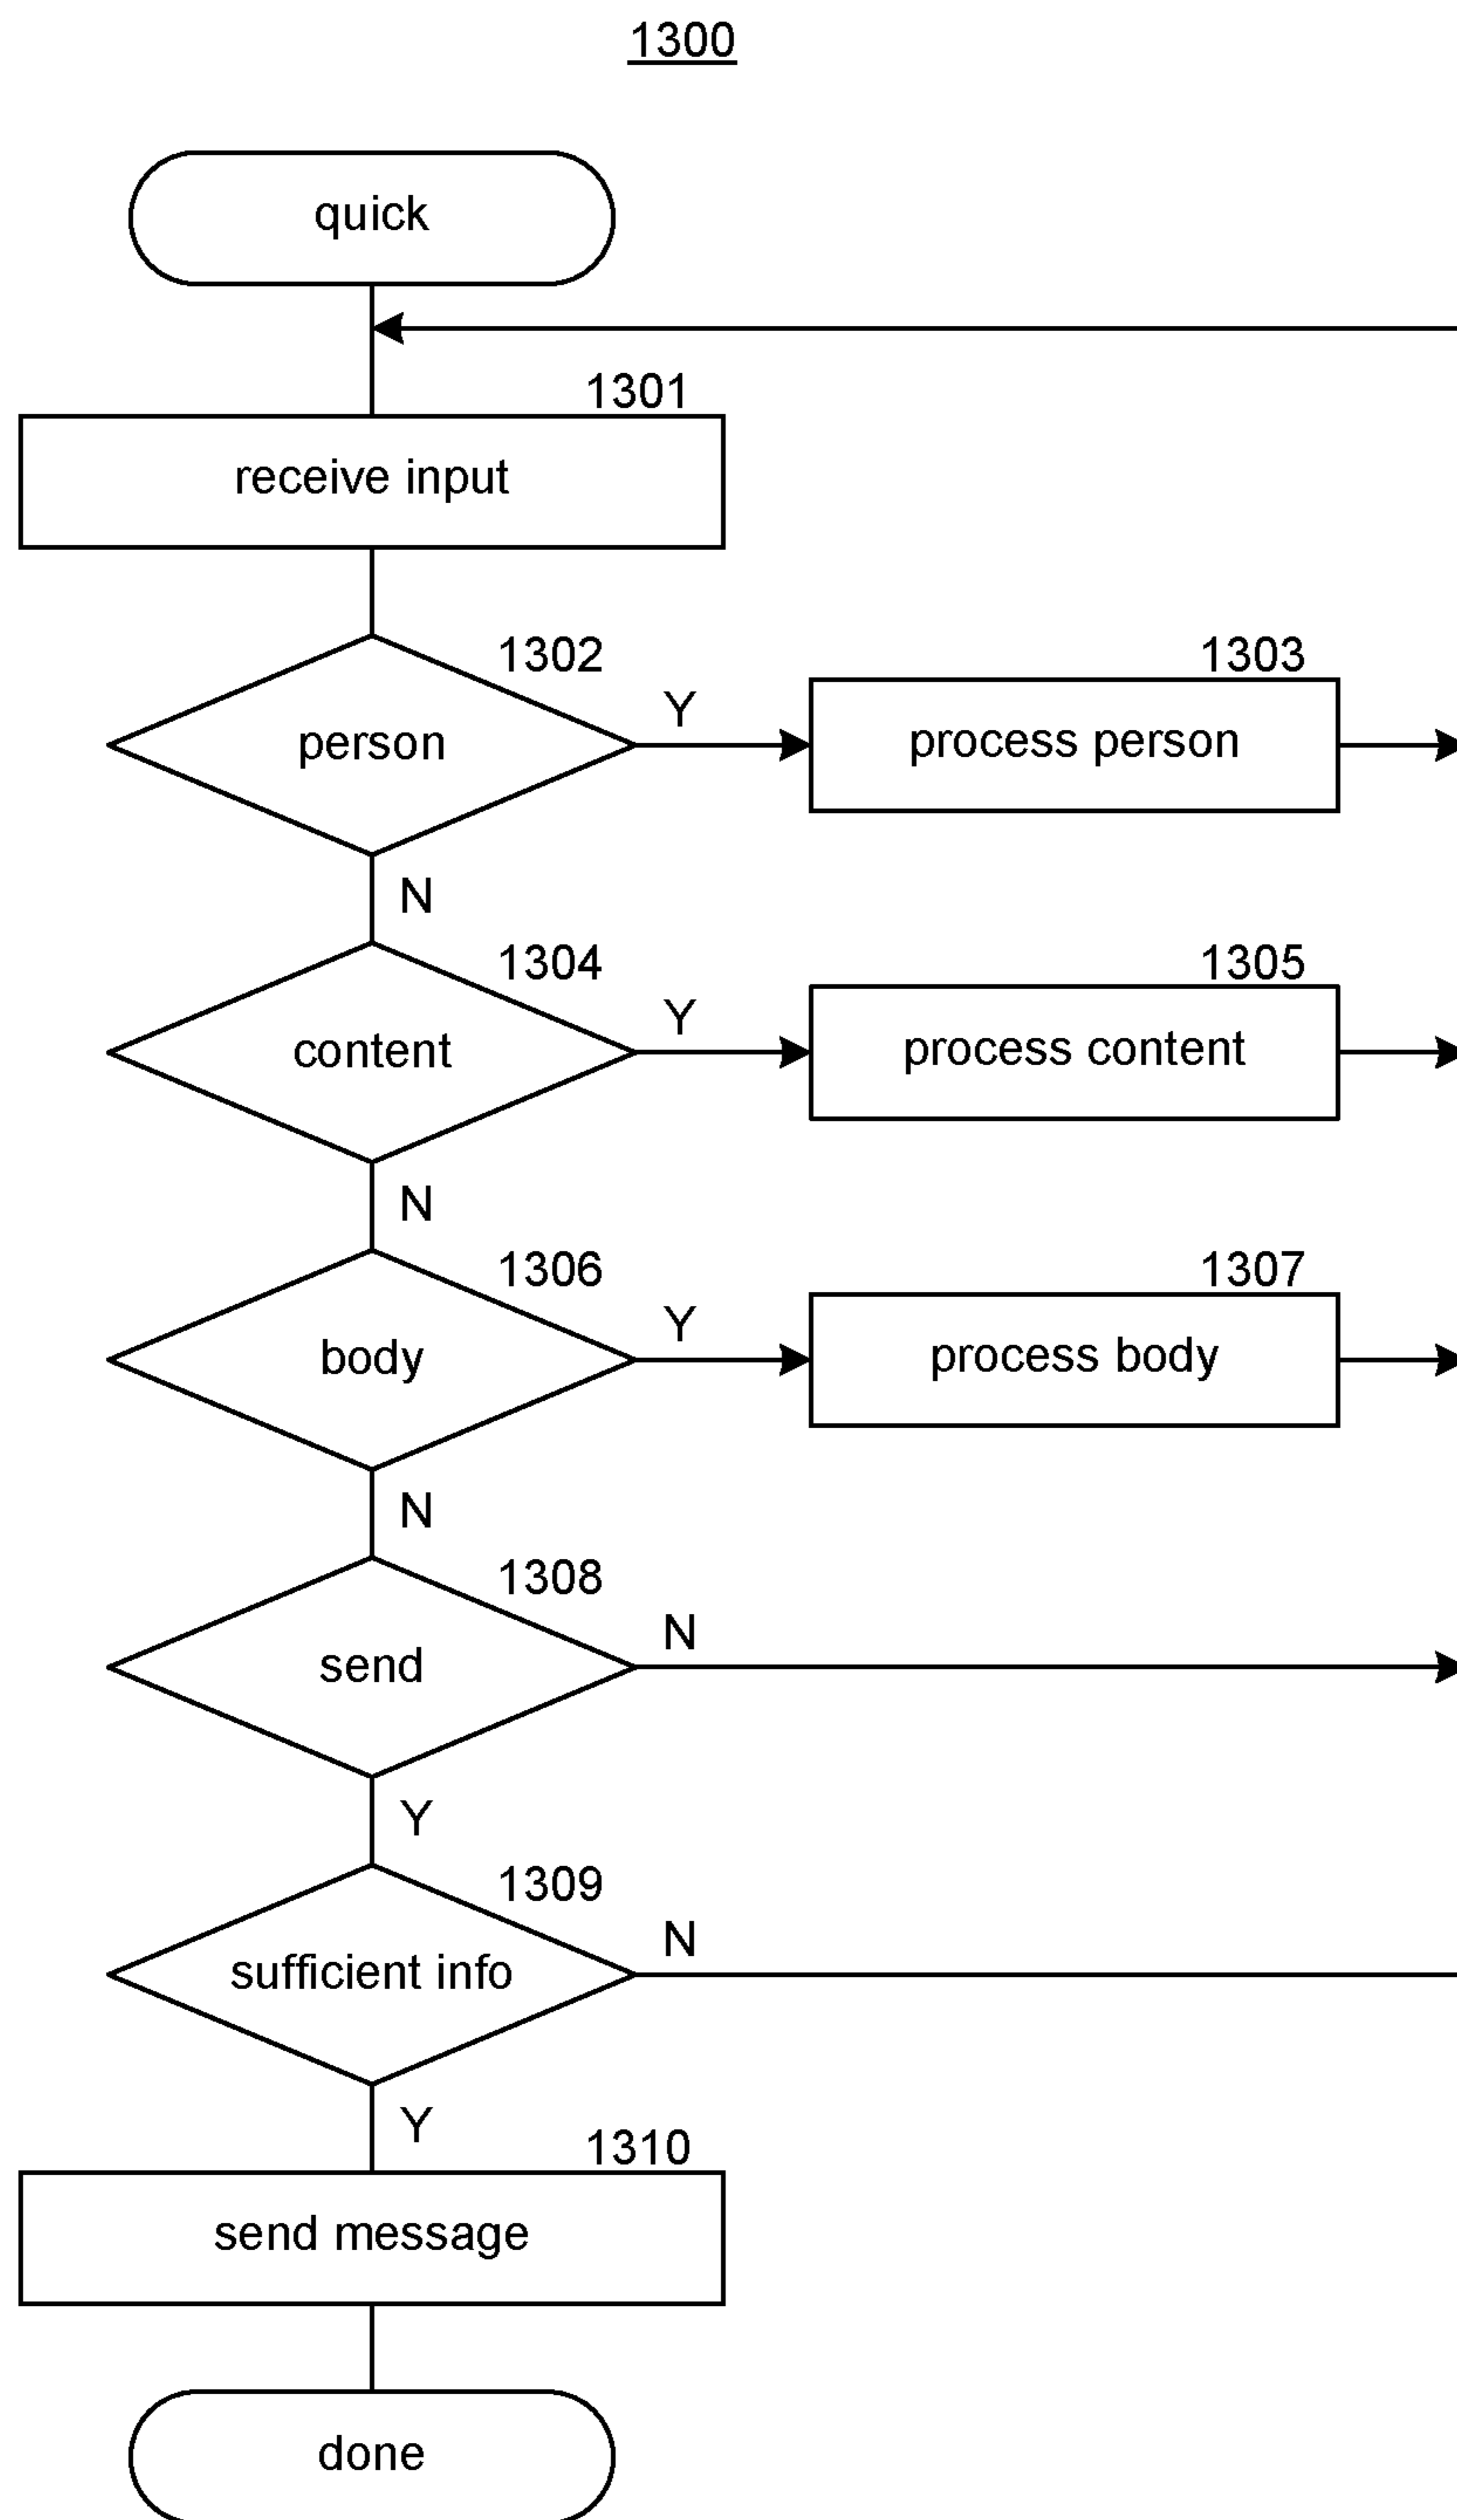 1300
quick
1301
receive input
1302
person
Y
1303
process person
N
1304
content
Y
1305
process content
N
1306
body
Y
1307
process body
N
1308
send
N
Y
1309
sufficient info
N
Y
1310
send message
done